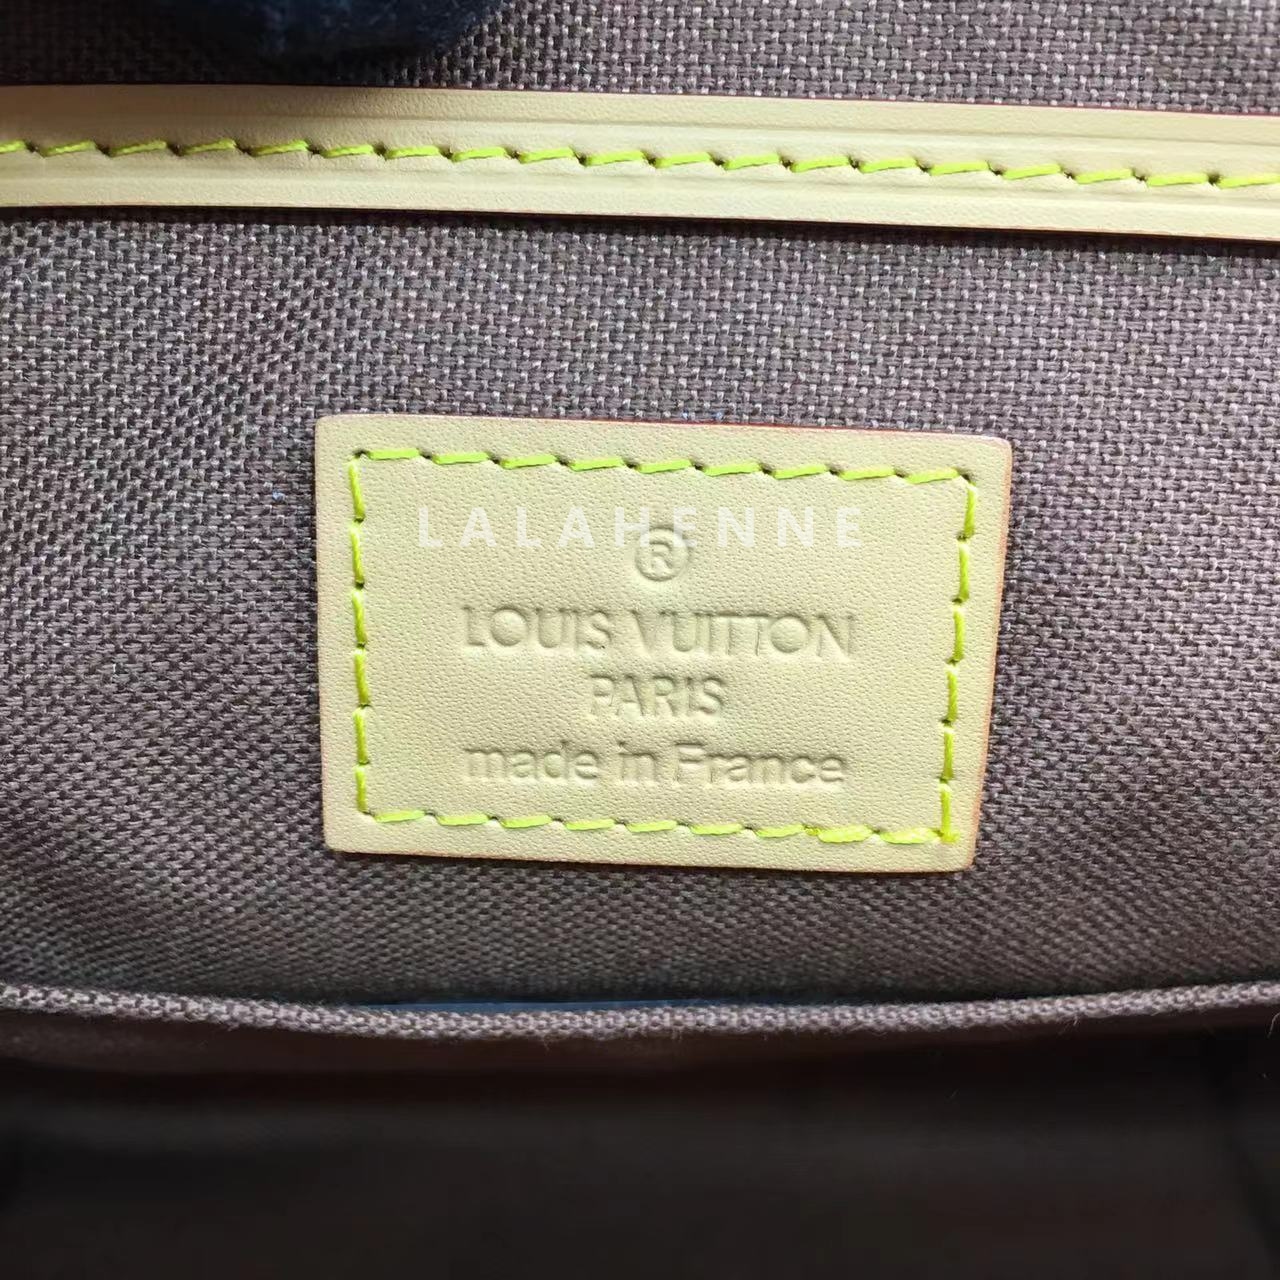 LALAHENNE
®
LOUIS VUITTON
PARIS
made in France